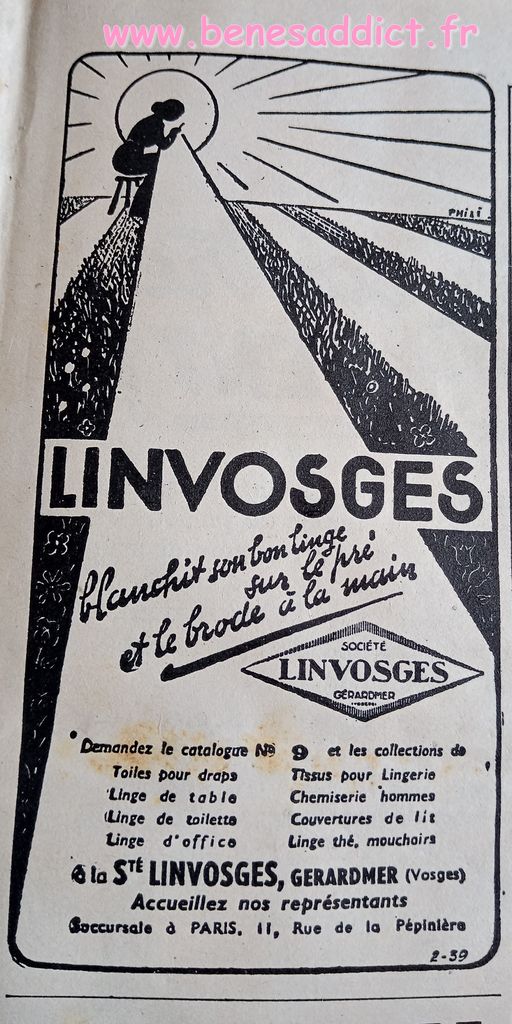 www.benesaddict.fr
PHILI
LINVOSGES
blanchit son bon linge
sur le pré
et le brode à la main
SOCIÉTÉ
LINVOSGES
GÉRARDMER
Demandez le catalogue No 9 et les collections de
Toiles pour draps Tissus pour Lingerie
Linge de table Chemiserie hommes
Linge de toilette Couvertures de lit
Linge d'office Linge thé, mouchoirs
à la STÉ LINVOSGES, GERARDMER (Vosges)
Accueillez nos représentants
Succursale à PARIS. 11, Rue de la Pépinière
2-39